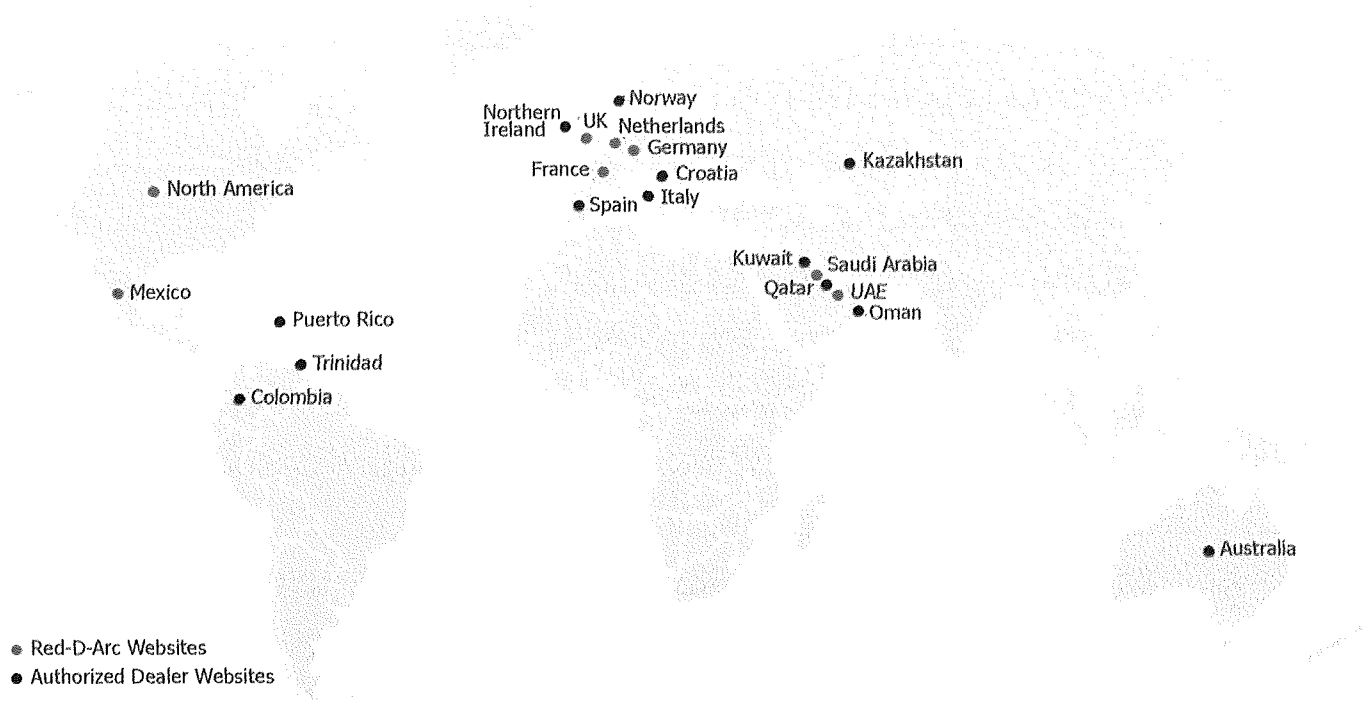 Norway
Northern
Ireland
UK
Netherlands
Germany
France
Croatia
Kazakhstan
North America
Spain
Italy
Kuwait
Saudi Arabia
Qatar
UAE
Oman
Mexico
Puerto Rico
Trinidad
Colombia
Australia
Red-D-Arc Websites
Authorized Dealer Websites